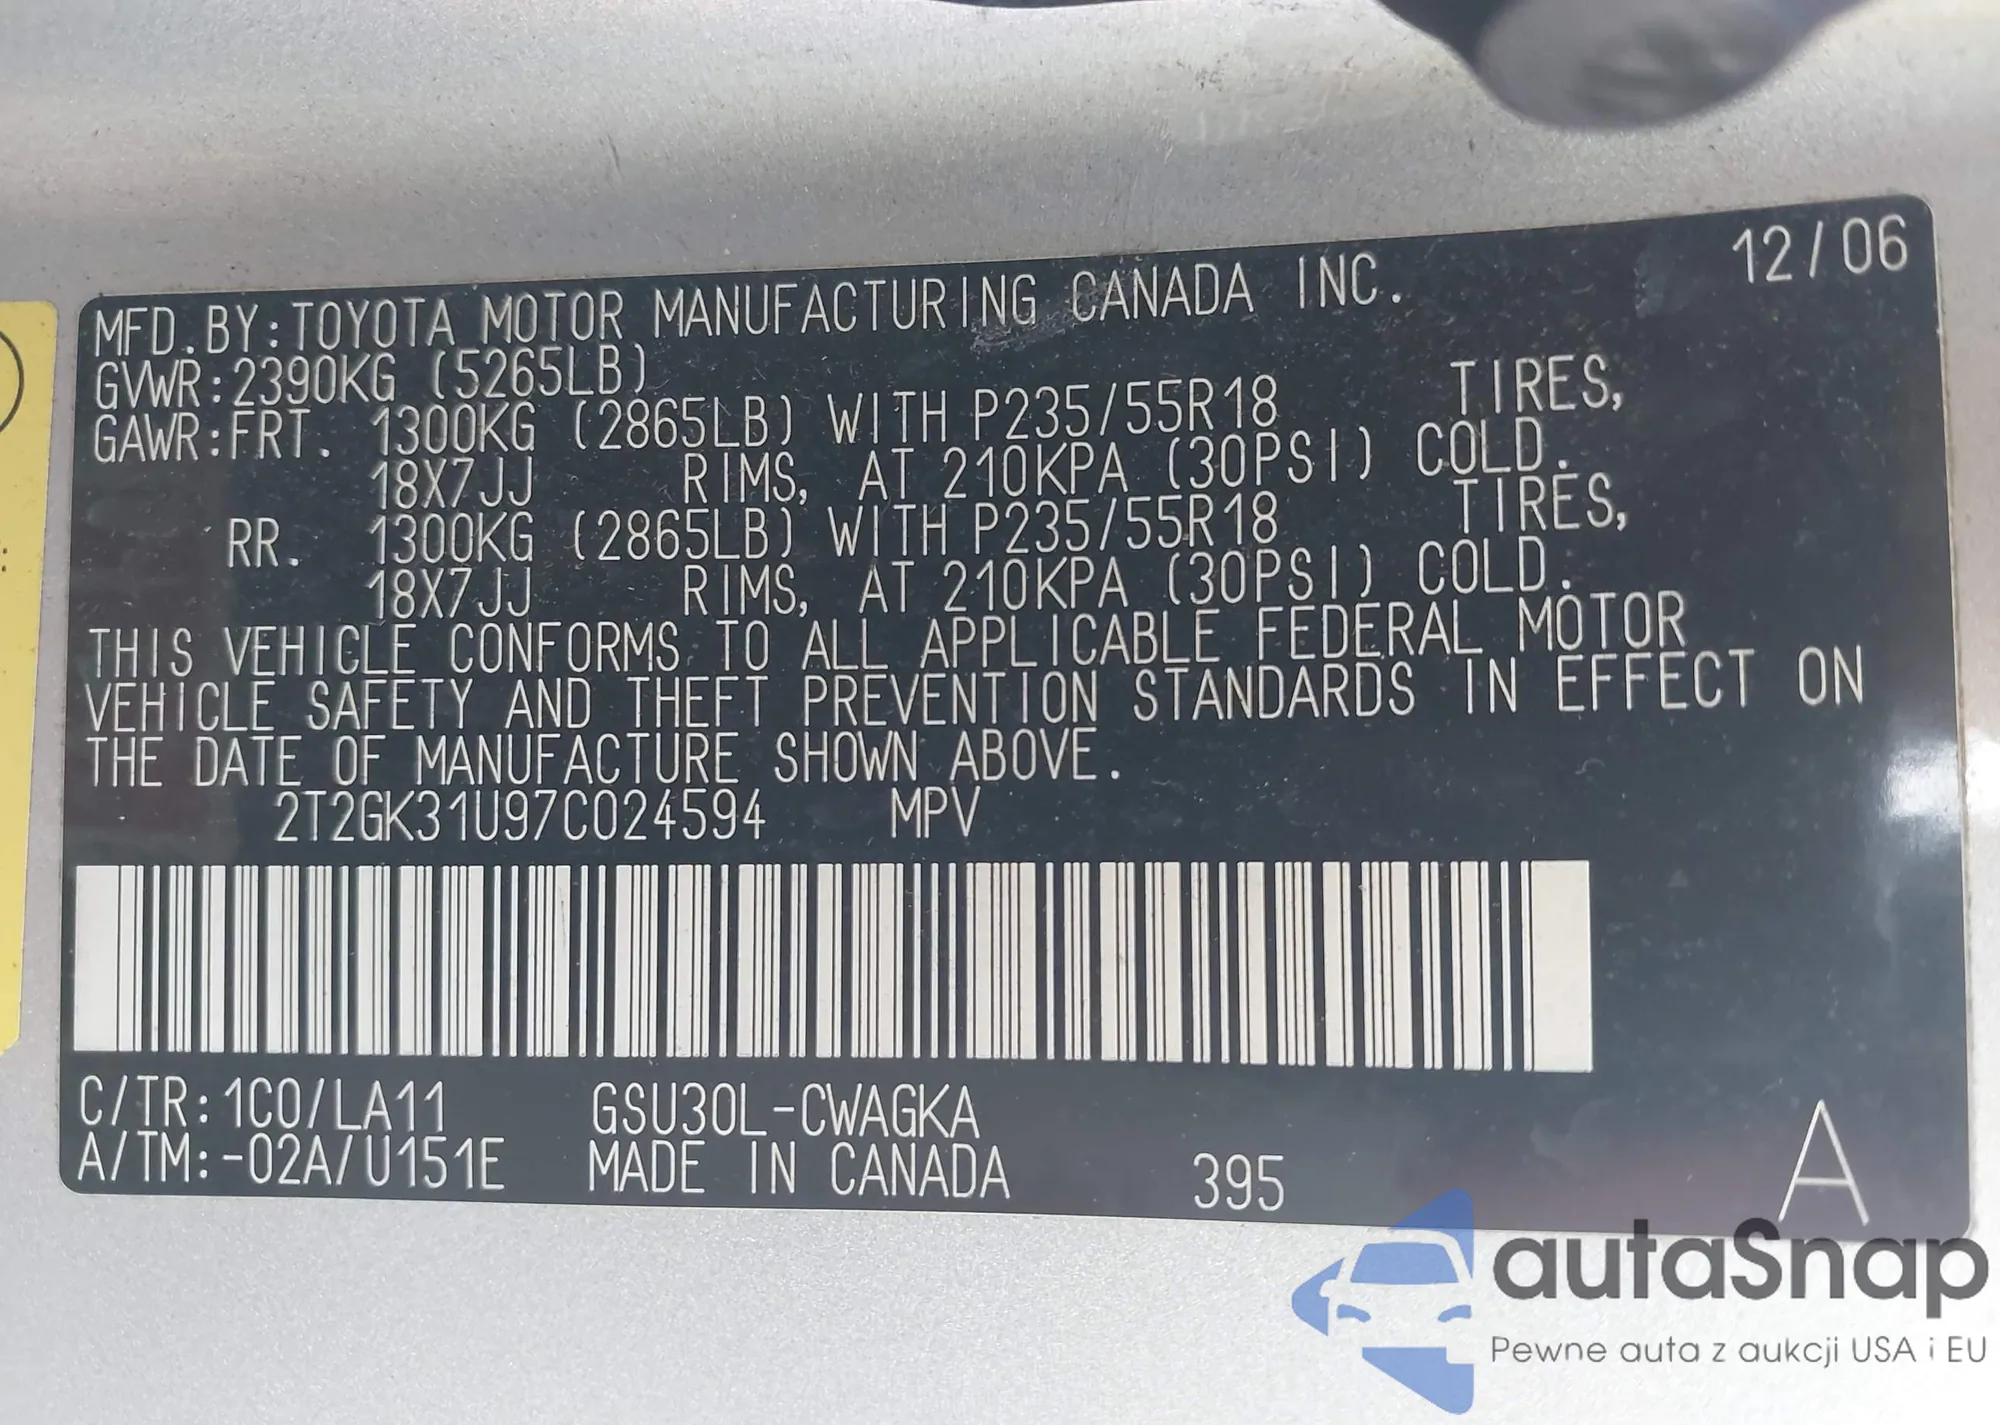 12/06
MFD.BY:TOYOTA MOTOR MANUFACTURING CANADA INC.
GVWR:2390KG (5265LB)
GAWR:FRT. 1300KG (2865LB) WITH P235/55R18 TIRES,
18X7JJ RIMS, AT 210KPA (30PSI) COLD.
RR. 1300KG (2865LB) WITH P235/55R18 TIRES,
18X7JJ RIMS, AT 210KPA (30PSI) COLD.
THIS VEHICLE CONFORMS TO ALL APPLICABLE FEDERAL MOTOR
VEHICLE SAFETY AND THEFT PREVENTION STANDARDS IN EFFECT ON
THE DATE OF MANUFACTURE SHOWN ABOVE.
2T2GK31U97C024594 MPV
C/TR:1C0/LA11 GSU30L-CWAGKA
A/TM:-02A/U151E MADE IN CANADA 395 A
autaSnap
Pewne auta z aukcji USA i EU